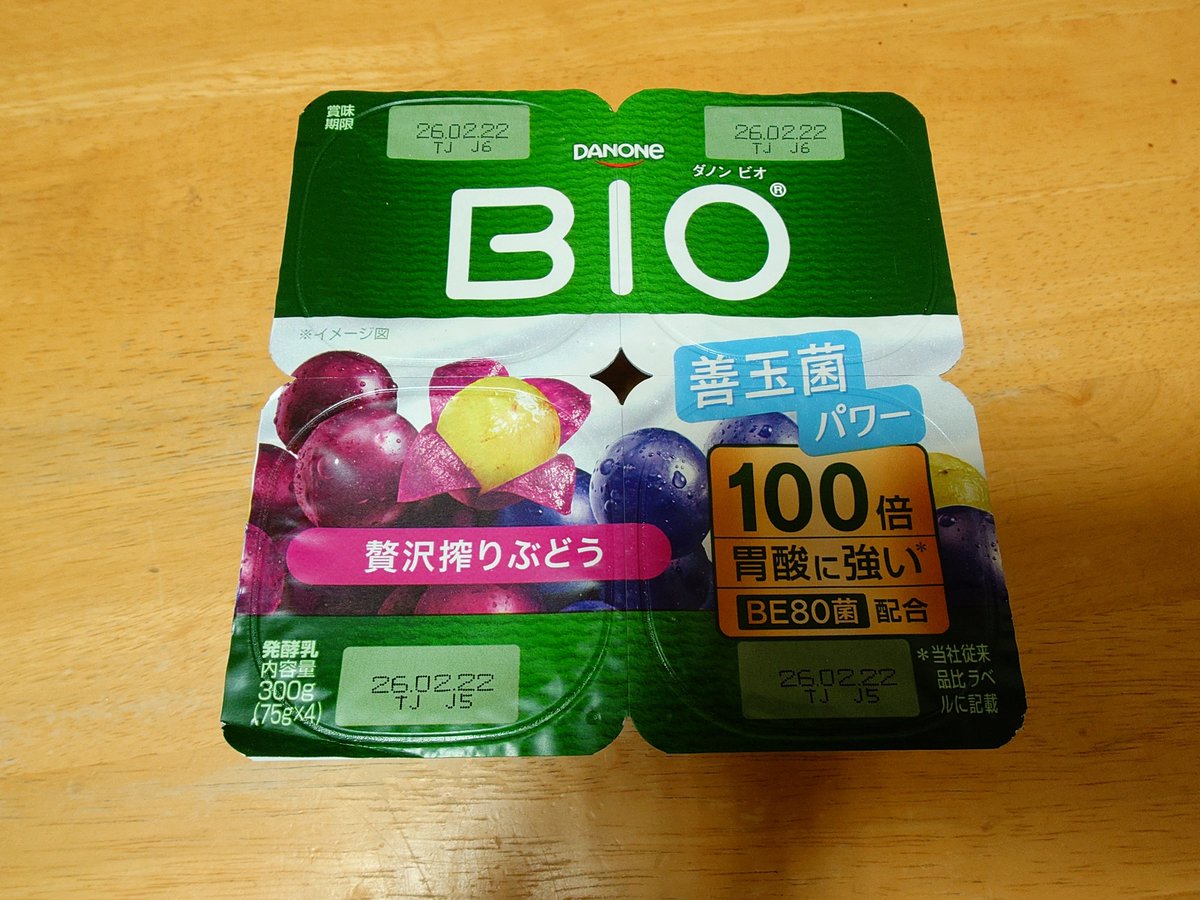 賞味
期限
26.02.22
TJ J6
DANONE
26.02.22
TJ J6
ダノン ビオ
BIO®
※イメージ図
善玉菌
パワー
100倍
胃酸に強い*
BE80菌 配合
贅沢搾りぶどう
発酵乳
内容量
300g
(75g×4)
26.02.22
TJ J5
26.02.22
TJ J5
*当社従来
品比 ラベ
ルに記載